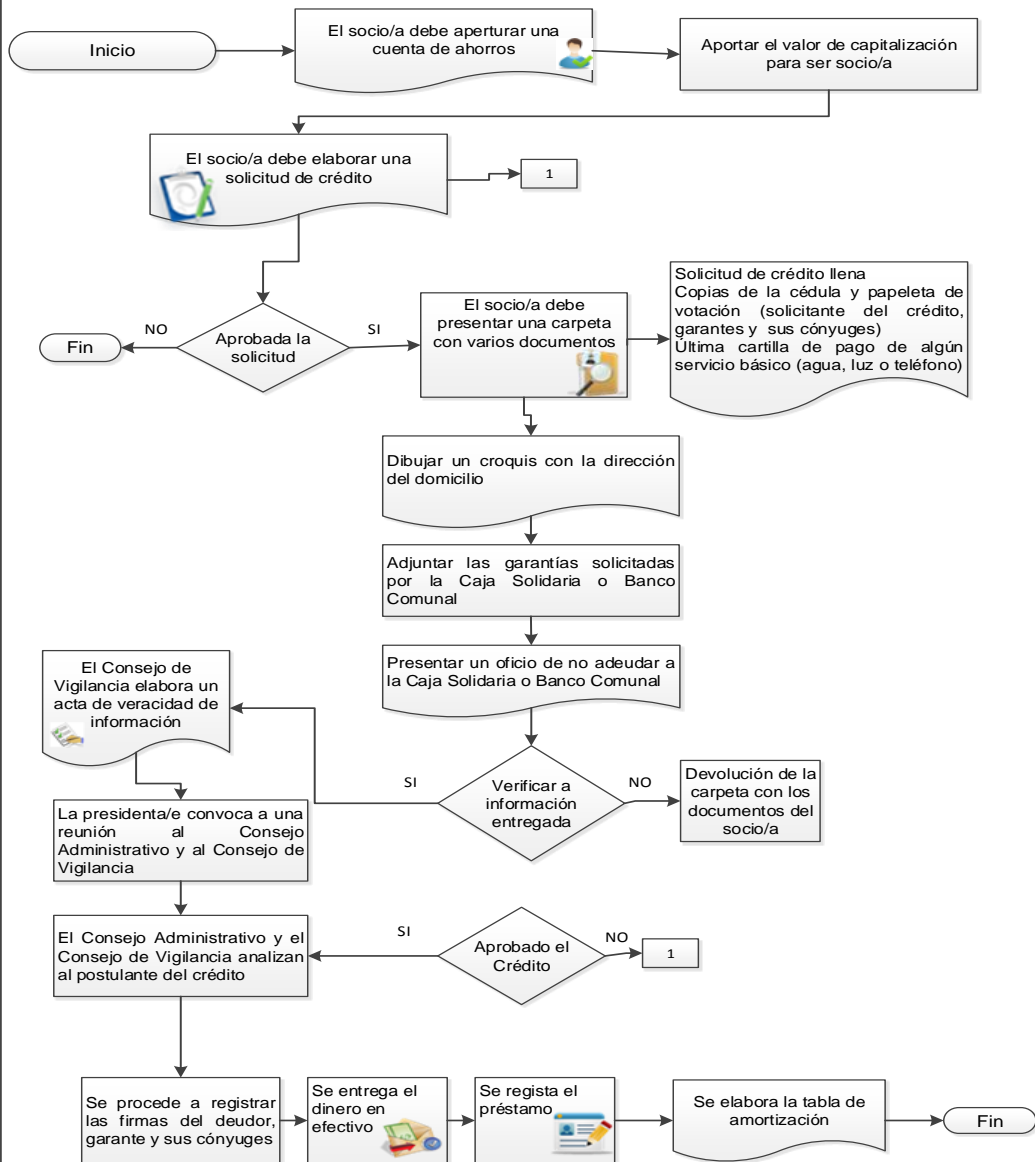 Inicio
El socio/a debe aperturar una
cuenta de ahorros
Aportar el valor de capitalización
para ser socio/a
El socio/a debe elaborar una
solicitud de crédito
1
Aprobada la
solicitud
NO
Fin
SI
El socio/a debe
presentar una carpeta
con varios documentos
Solicitud de crédito llena
Copias de la cédula y papeleta de
votación (solicitante del crédito,
garantes y sus cónyuges)
Última cartilla de pago de algún
servicio básico (agua, luz o teléfono)
Dibujar un croquis con la dirección
del domicilio
Adjuntar las garantías solicitadas
por la Caja Solidaria o Banco
Comunal
Presentar un oficio de no adeudar a
la Caja Solidaria o Banco Comunal
Verificar a
información
entregada
NO
Devolución de la
carpeta con los
documentos del
socio/a
SI
El Consejo de
Vigilancia elabora un
acta de veracidad de
información
La presidenta/e convoca a una
reunión al Consejo
Administrativo y al Consejo de
Vigilancia
El Consejo Administrativo y el
Consejo de Vigilancia analizan
al postulante del crédito
SI
Aprobado el
Crédito
NO
1
Se procede a registrar
las firmas del deudor,
garante y sus cónyuges
Se entrega el
dinero en
efectivo
Se regista el
préstamo
Se elabora la tabla de
amortización
Fin